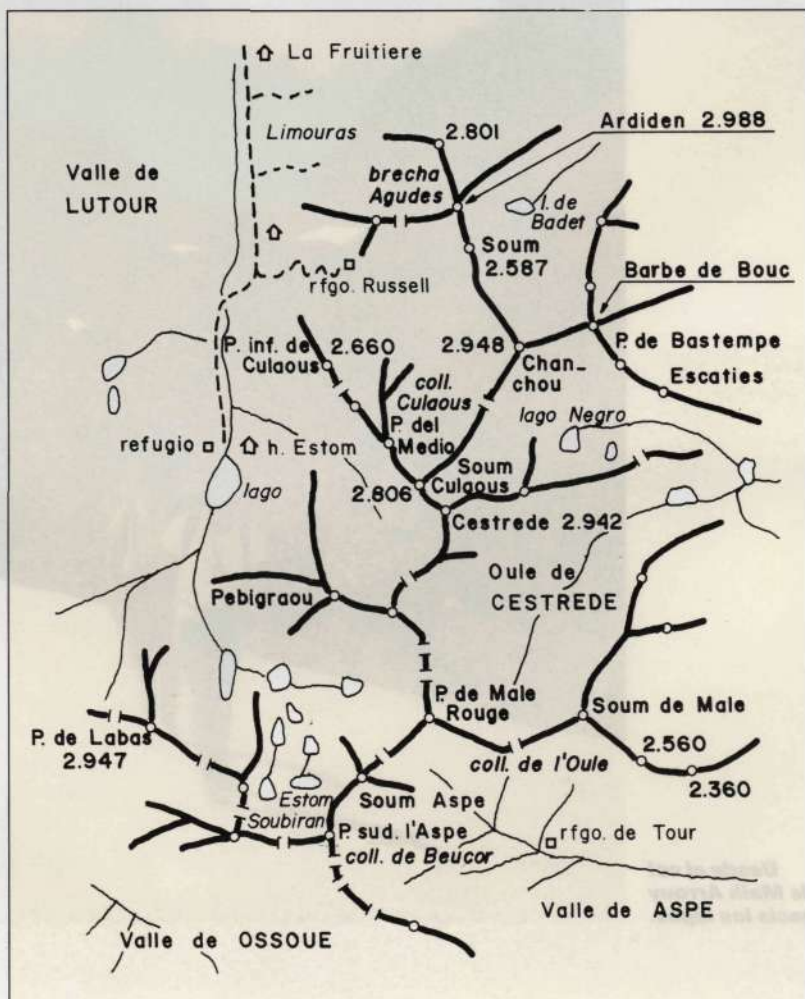 La Fruitiere
Ardiden 2.988
2.801
Limouras
Valle de
LUTOUR
brecha
Agudes
l. de
Badet
Soum
2.587
Barbe de Bouc
rfgo. Russell
P. inf. de
Culaous
2.660
2.948
Chan-
chou
P. de Bastempe
Escaties
coll.
Culaous
P. del
Medio
lago Negro
refugio
h. Estom
Soum
Culaous
lago
2.806
Cestrede 2.942
Pebigraou
Oule de
CESTREDE
P. de Male
Rouge
Soum de Male
P. de Labas
2.947
2.560
coll. de l'Oule
2.360
Estom
Soubiran
Soum Aspe
P. sud. l'Aspe
coll. de Beucor
rfgo. de Tour
Valle de ASPE
Valle de OSSOUE